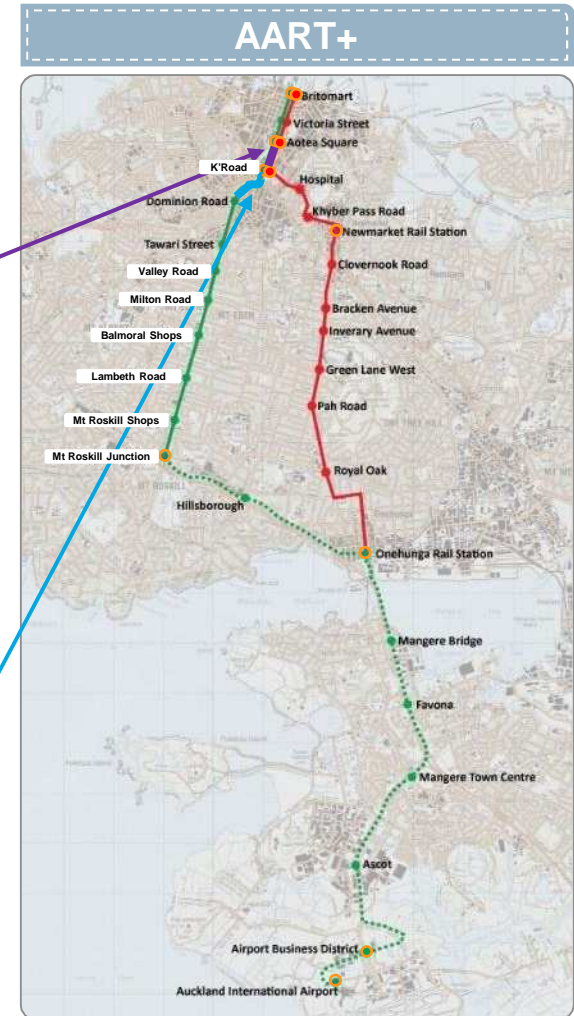 AART+
Britomart
Victoria Street
Aotea Square
K'Road
Hospital
Dominion Road
Khyber Pass Road
Newmarket Rail Station
Tawari Street
Clovernook Road
Valley Road
Milton Road
Bracken Avenue
Inverary Avenue
Balmoral Shops
Green Lane West
Lambeth Road
Pah Road
Mt Roskill Shops
Mt Roskill Junction
Royal Oak
Hillsborough
Onehunga Rail Station
Mangere Bridge
Favona
Mangere Town Centre
Ascot
Airport Business District
Auckland International Airport